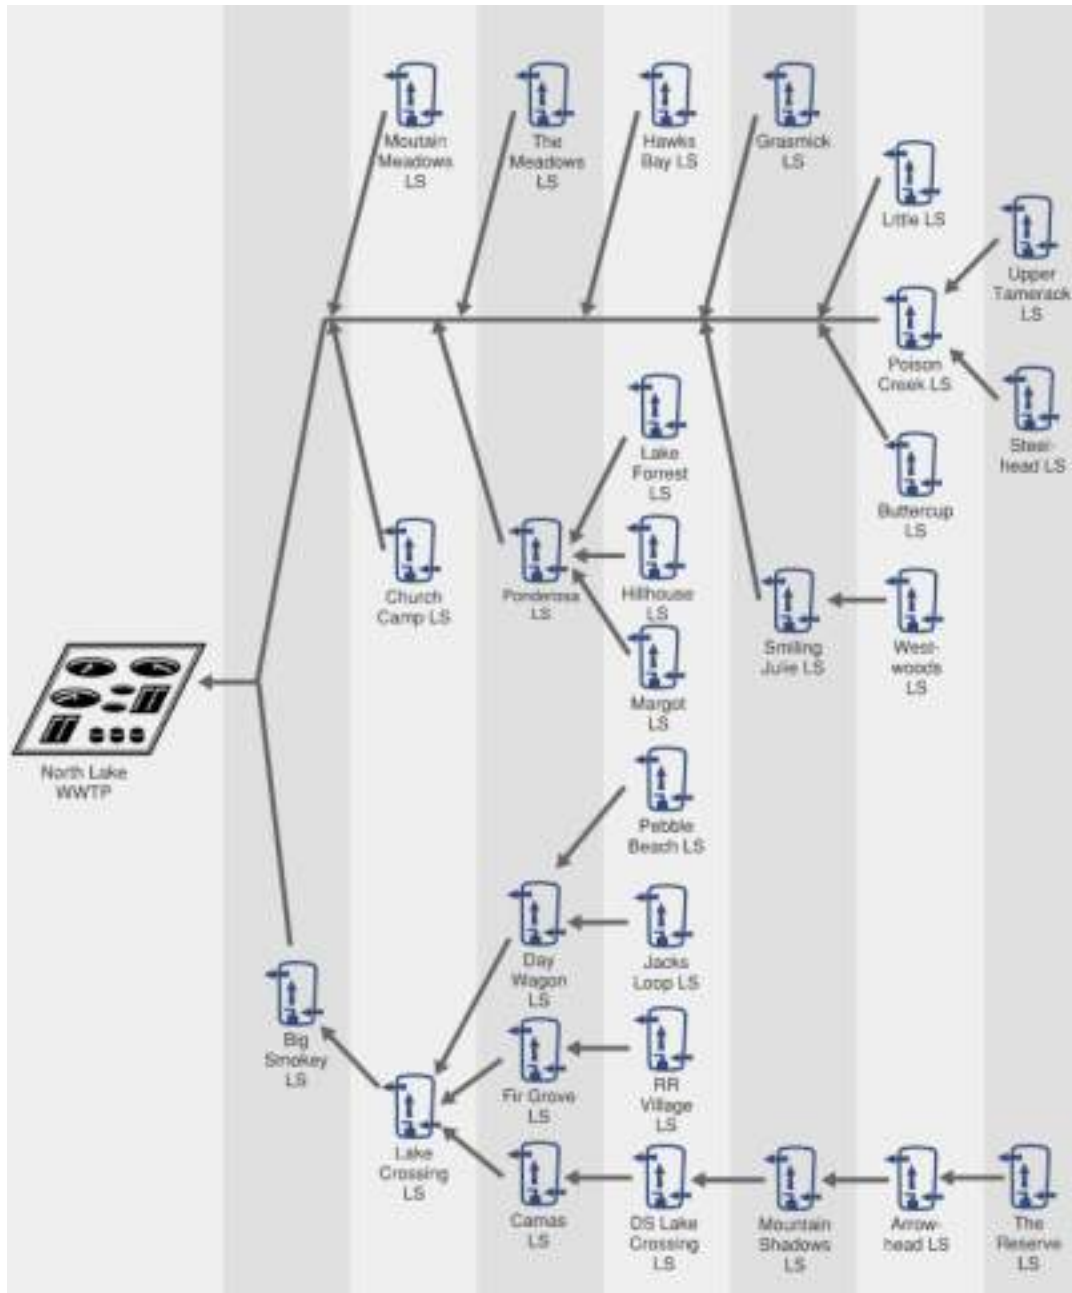 Moutain
Meadows
LS
The
Meadows
LS
Hawks
Bay LS
Grasmick
LS
Little LS
Upper
Tamerack
LS
Poison
Creek LS
Steel-
head LS
Lake
Forrest
LS
Buttercup
LS
Church
Camp LS
Ponderosa
LS
Hillhouse
LS
Smiling
Julie LS
West-
woods
LS
Margot
LS
North Lake
WWTP
Pebble
Beach LS
Day
Wagon
LS
Jacks
Loop LS
Big
Smokey
LS
Fir Grove
LS
RR
Village
LS
Lake
Crossing
LS
Camas
LS
DS Lake
Crossing
LS
Mountain
Shadows
LS
Arrow-
head LS
The
Reserve
LS